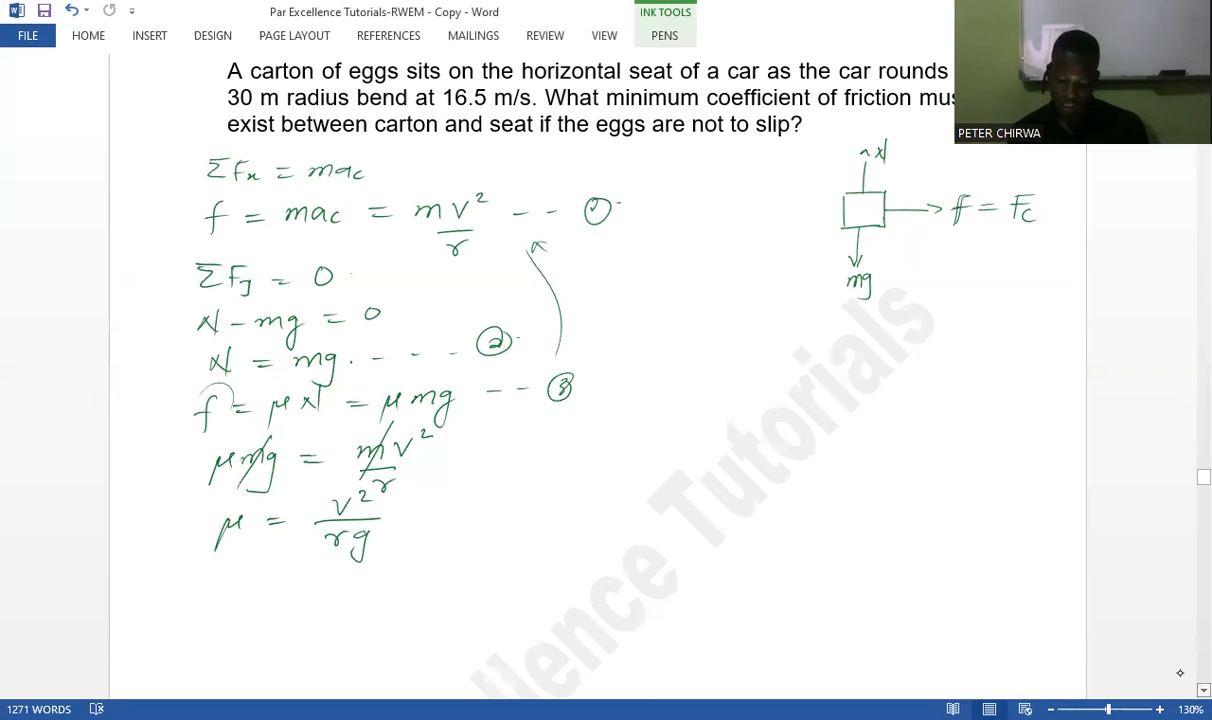 Par Excellence Tutorials-RWEM - Copy - Word
INK TOOLS
FILE HOME INSERT DESIGN PAGE LAYOUT REFERENCES MAILINGS REVIEW VIEW PENS
A carton of eggs sits on the horizontal seat of a car as the car rounds
30 m radius bend at 16.5 m/s. What minimum coefficient of friction mus
exist between carton and seat if the eggs are not to slip?
PETER CHIRWA
ΣFx = mac
f = mac = mv²/r -- ①
ΣFy = 0
N - mg = 0
N = mg. - - - ②
f = μN = μmg -- ③
μmg = mv²/r
μ = v²/rg
N
f = Fc
mg
ellence Tutorials
1271 WORDS
130%